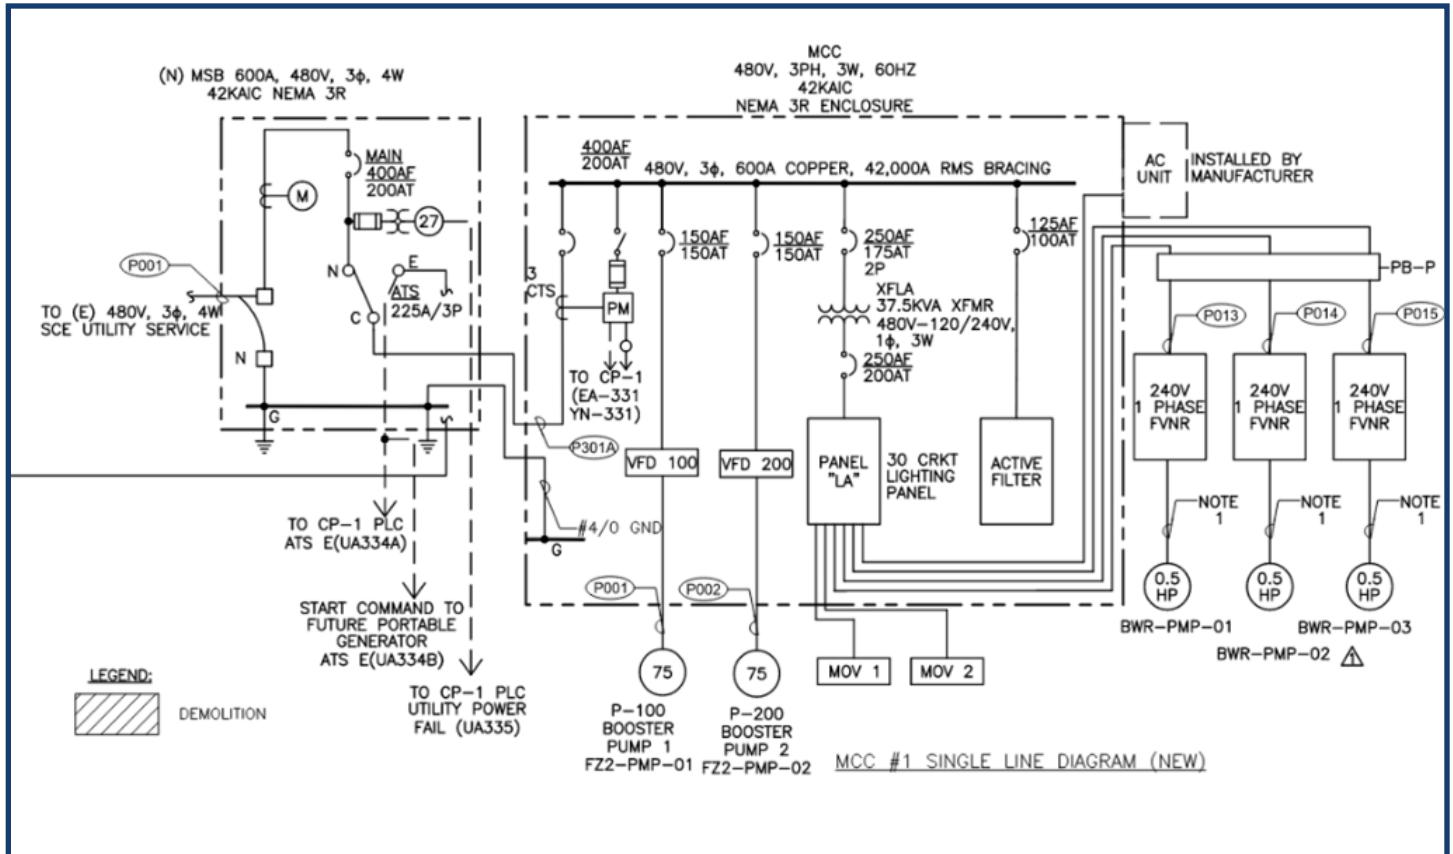 (N) MSB 600A, 480V, 3ϕ, 4W
42KAIC NEMA 3R
MAIN
400AF
200AT
M
27
P001
TO (E) 480V, 3ϕ, 4W
SCE UTILITY SERVICE
N
E
ATS
225A/3P
C
N
G
TO CP-1 PLC
ATS E(UA334A)
START COMMAND TO
FUTURE PORTABLE
GENERATOR
ATS E(UA334B)
TO CP-1 PLC
UTILITY POWER
FAIL (UA335)
LEGEND:
DEMOLITION
MCC
480V, 3PH, 3W, 60HZ
42KAIC
NEMA 3R ENCLOSURE
400AF
200AT
480V, 3ϕ, 600A COPPER, 42,000A RMS BRACING
3
CTS
PM
TO CP-1
(EA-331
YN-331)
P301A
#4/0 GND
G
150AF
150AT
VFD 100
P001
75
P-100
BOOSTER
PUMP 1
FZ2-PMP-01
150AF
150AT
VFD 200
P002
75
P-200
BOOSTER
PUMP 2
FZ2-PMP-02
250AF
175AT
2P
XFLA
37.5KVA XFMR
480V-120/240V,
1ϕ, 3W
250AF
200AT
PANEL
"LA"
30 CRKT
LIGHTING
PANEL
MOV 1
MOV 2
125AF
100AT
ACTIVE
FILTER
AC
UNIT
INSTALLED BY
MANUFACTURER
PB-P
P013
P014
P015
240V
1 PHASE
FVNR
240V
1 PHASE
FVNR
240V
1 PHASE
FVNR
NOTE
1
NOTE
1
NOTE
1
0.5
HP
0.5
HP
0.5
HP
BWR-PMP-01
BWR-PMP-02
1
BWR-PMP-03
MCC #1 SINGLE LINE DIAGRAM (NEW)